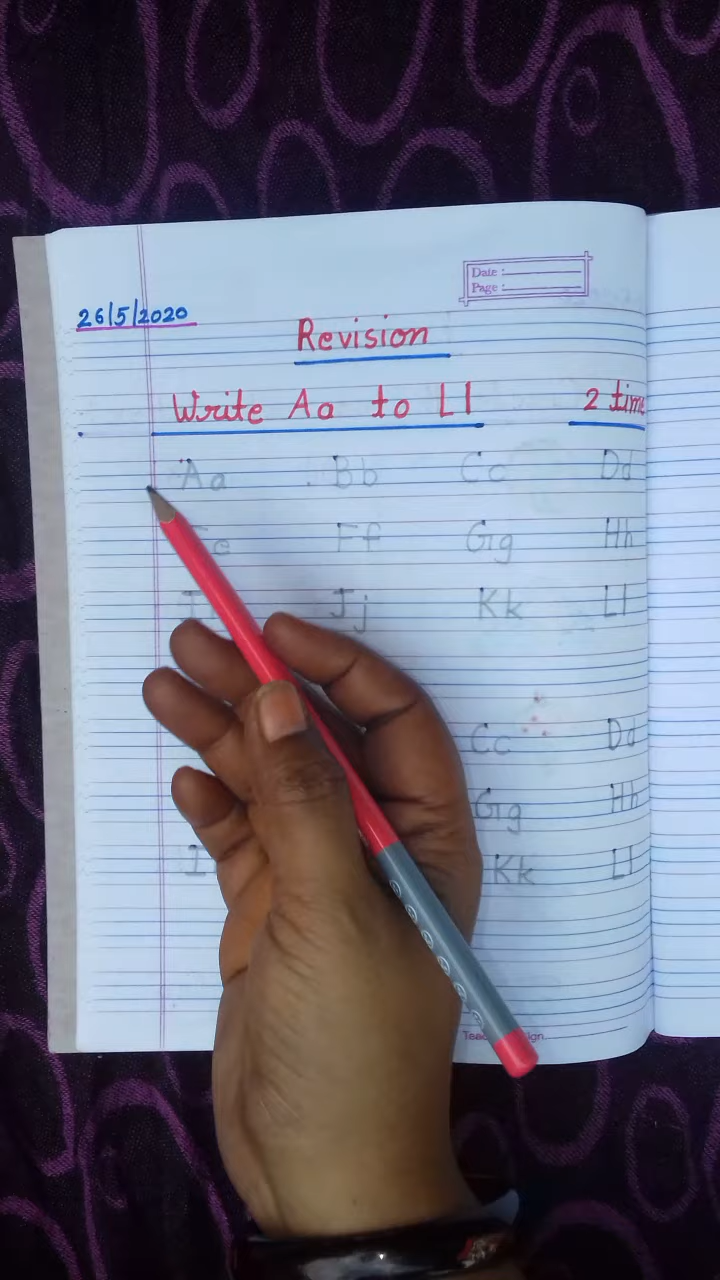 Date :
Page :
26/5/2020
Revision
Write Aa to Ll 2 time
Aa Bb Cc Dd
Ee Ff Gg Hh
I Jj Kk Ll
Cc Dd
Gg Hh
I Kk Ll